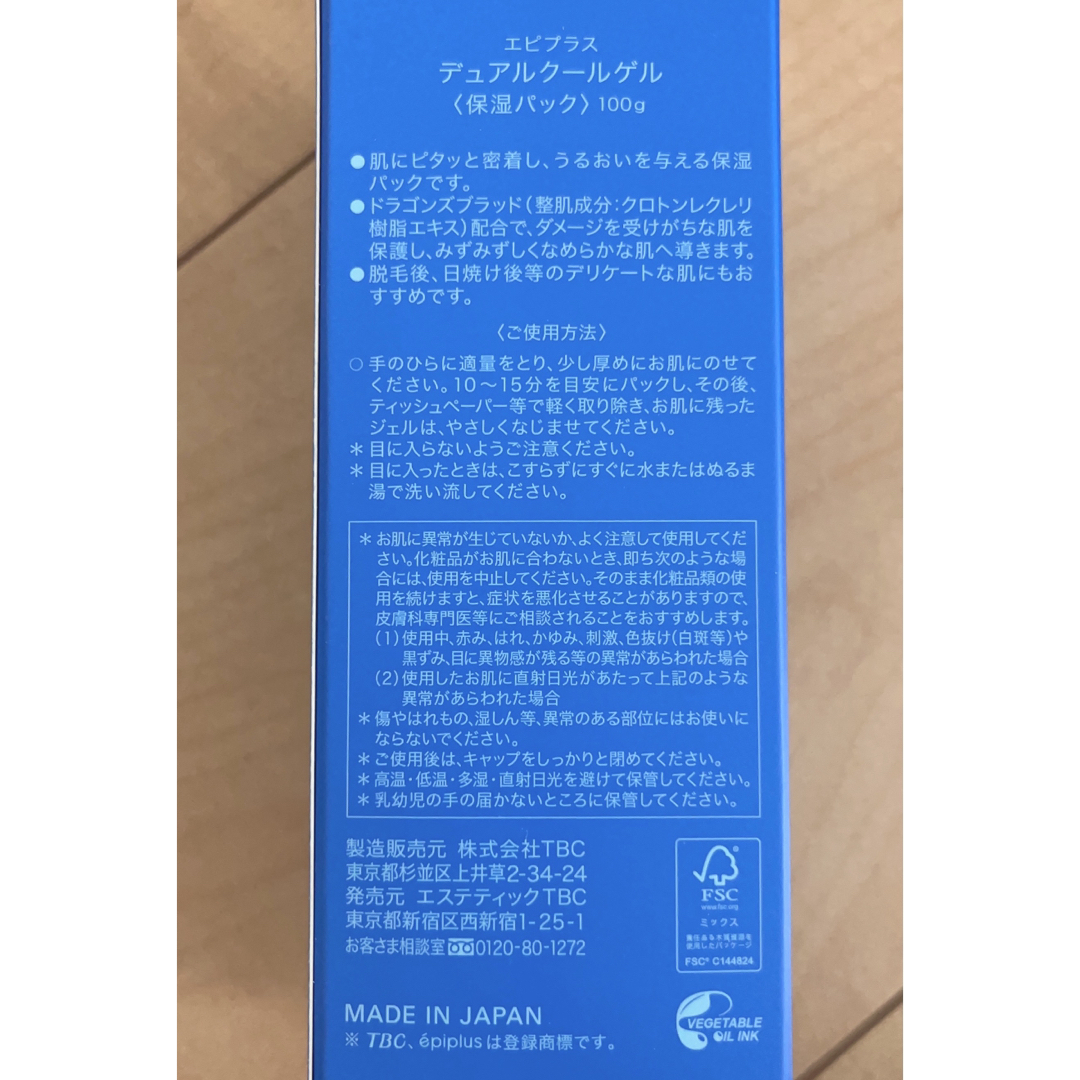 エピプラス
デュアルクールゲル
〈保湿パック〉100g
●肌にピタッと密着し、うるおいを与える保湿
パックです。
●ドラゴンズブラッド(整肌成分:クロトンレクレリ
樹脂エキス)配合で、ダメージを受けがちな肌を
保護し、みずみずしくなめらかな肌へ導きます。
●脱毛後、日焼け後等のデリケートな肌にもお
すすめです。
〈ご使用方法〉
○手のひらに適量をとり、少し厚めにお肌にのせて
ください。10〜15分を目安にパックし、その後、
ティッシュペーパー等で軽く取り除き、お肌に残った
ジェルは、やさしくなじませてください。
＊目に入らないようご注意ください。
＊目に入ったときは、こすらずにすぐに水またはぬるま
湯で洗い流してください。
＊お肌に異常が生じていないか、よく注意して使用してくだ
さい。化粧品がお肌に合わないとき、即ち次のような場
合には、使用を中止してください。そのまま化粧品類の使
用を続けますと、症状を悪化させることがありますので、
皮膚科専門医等にご相談されることをおすすめします。
(1)使用中、赤み、はれ、かゆみ、刺激、色抜け(白斑等)や
黒ずみ、目に異物感が残る等の異常があらわれた場合
(2)使用したお肌に直射日光があたって上記のような
異常があらわれた場合
＊傷やはれもの、湿しん等、異常のある部位にはお使いに
ならないでください。
＊ご使用後は、キャップをしっかりと閉めてください。
＊高温・低温・多湿・直射日光を避けて保管してください。
＊乳幼児の手の届かないところに保管してください。
製造販売元 株式会社TBC
東京都杉並区上井草2-34-24
発売元 エステティックTBC
東京都新宿区西新宿1-25-1
お客さま相談室 0120-80-1272
FSC
www.fsc.org
ミックス
責任ある木質資源を
使用したパッケージ
FSC® C144824
MADE IN JAPAN
※ TBC、épiplusは登録商標です。
VEGETABLE
OIL INK